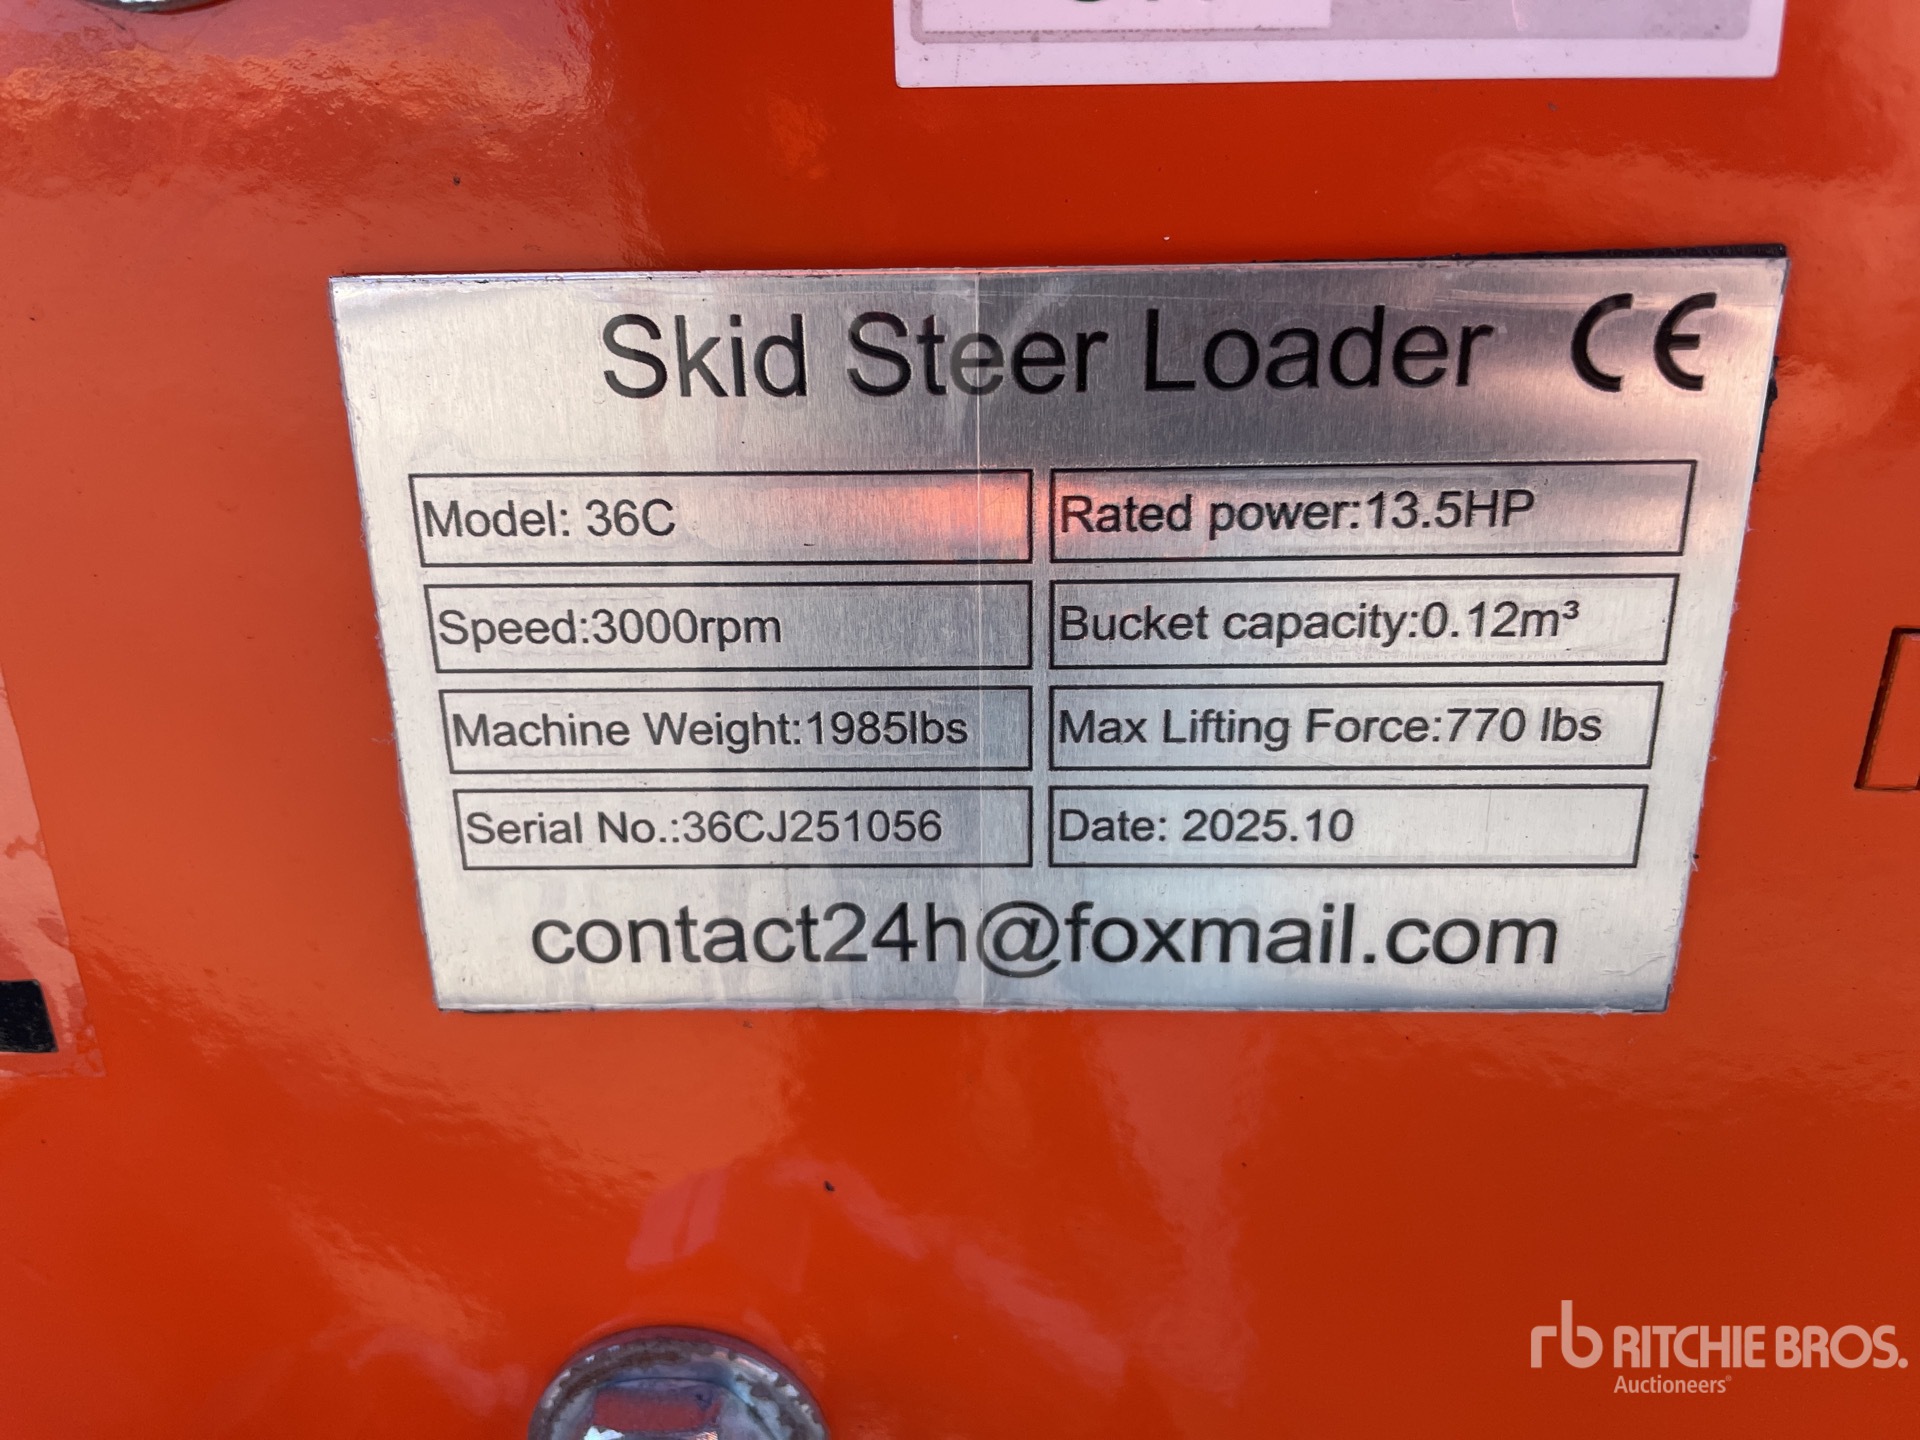 Skid Steer Loader CE
Model: 36C
Rated power:13.5HP
Speed:3000rpm
Bucket capacity:0.12m³
Machine Weight:1985lbs
Max Lifting Force:770 lbs
Serial No.:36CJ251056
Date: 2025.10
contact24h@foxmail.com
rb RITCHIE BROS.
Auctioneers